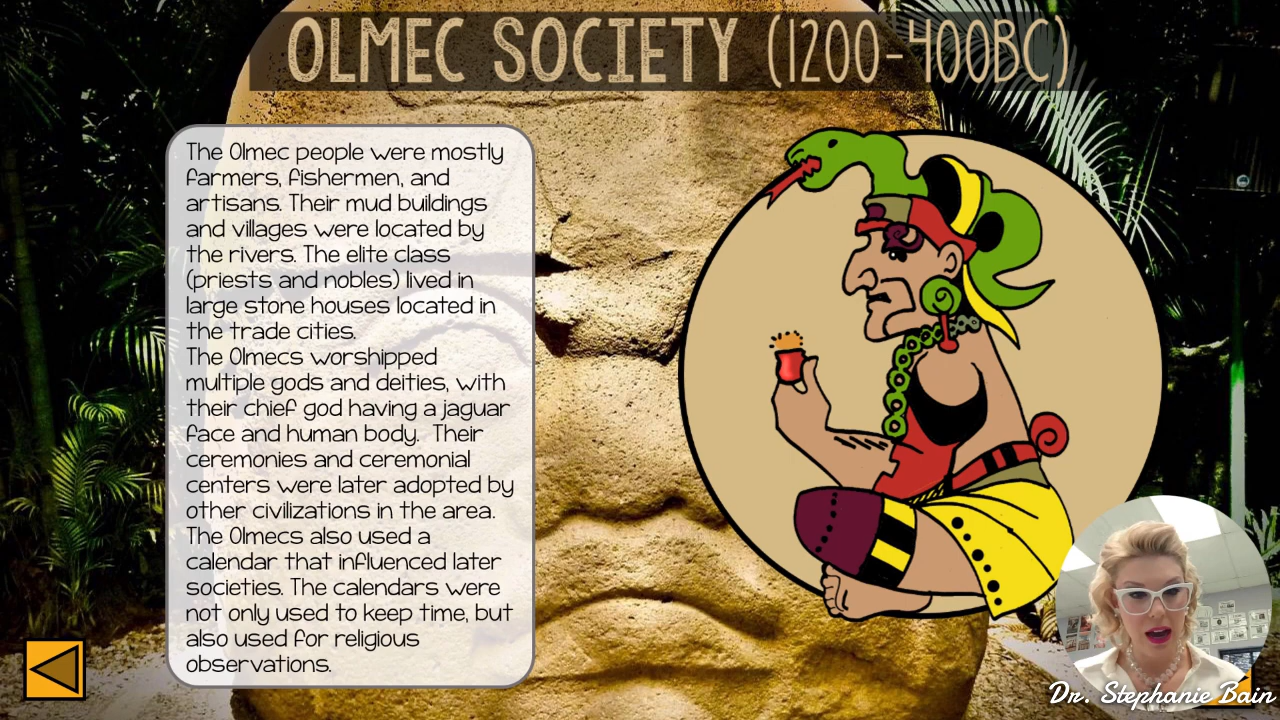 OLMEC SOCIETY (1200-400BC)
The Olmec people were mostly
farmers, fishermen, and
artisans. Their mud buildings
and villages were located by
the rivers. The elite class
(priests and nobles) lived in
large stone houses located in
the trade cities.
The Olmecs worshipped
multiple gods and deities, with
their chief god having a jaguar
face and human body. Their
ceremonies and ceremonial
centers were later adopted by
other civilizations in the area.
The Olmecs also used a
calendar that influenced later
societies. The calendars were
not only used to keep time, but
also used for religious
observations.
Dr. Stephanie Bain